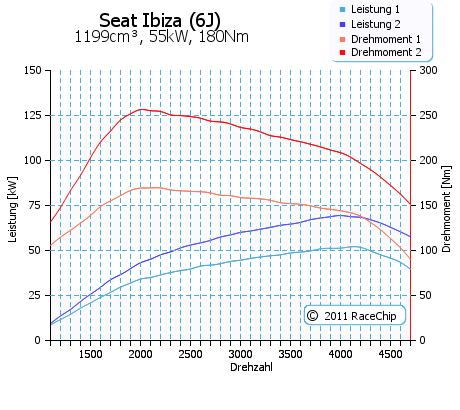 Seat Ibiza (6J)
1199cm³, 55kW, 180Nm
Leistung 1
Leistung 2
Drehmoment 1
Drehmoment 2
150
125
100
75
50
25
0
Leistung [kW]
300
250
200
150
100
50
0
Drehmoment [Nm]
© 2011 RaceChip
1500 2000 2500 3000 3500 4000 4500
Drehzahl